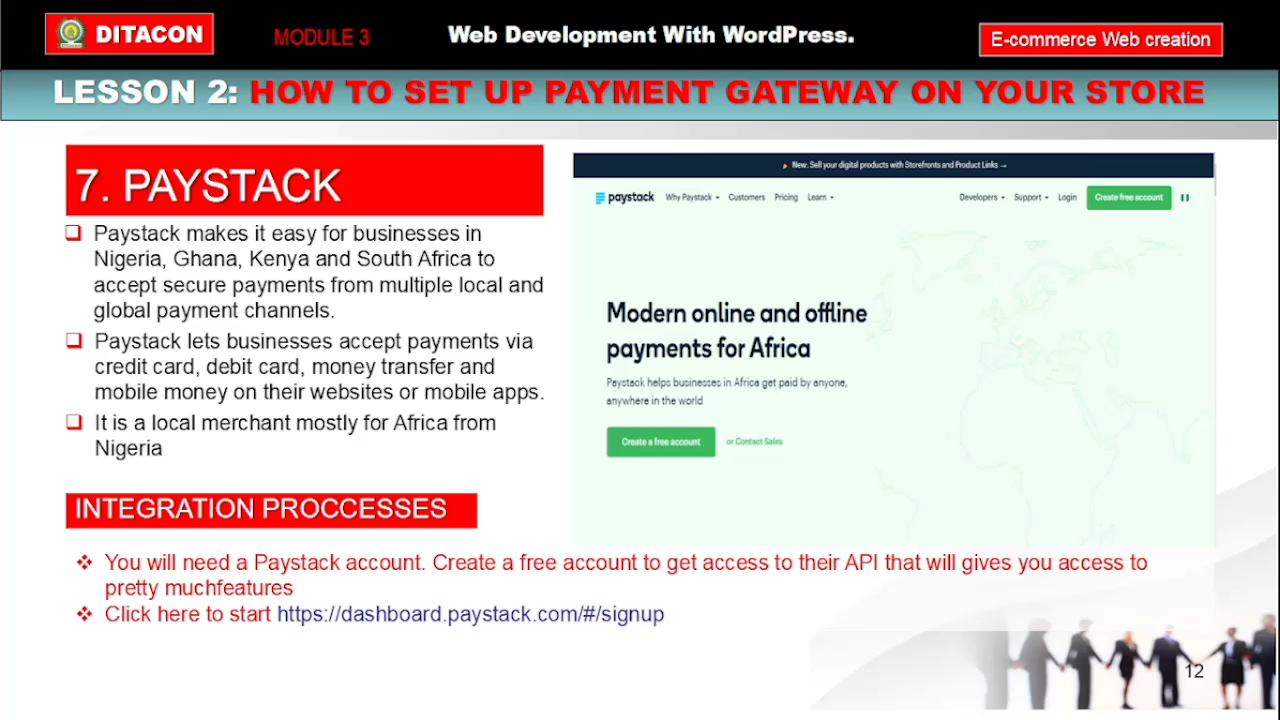 DITACON
MODULE 3
Web Development With WordPress.
E-commerce Web creation
LESSON 2: HOW TO SET UP PAYMENT GATEWAY ON YOUR STORE
7. PAYSTACK
Paystack makes it easy for businesses in
Nigeria, Ghana, Kenya and South Africa to
accept secure payments from multiple local and
global payment channels.
Paystack lets businesses accept payments via
credit card, debit card, money transfer and
mobile money on their websites or mobile apps.
It is a local merchant mostly for Africa from
Nigeria
New: Sell your digital products with Storefronts and Product Links →
paystack Why Paystack Customers Pricing Learn Developers Support Login Create free account
Modern online and offline
payments for Africa
Paystack helps businesses in Africa get paid by anyone,
anywhere in the world
Create a free account or Contact Sales
INTEGRATION PROCCESSES
You will need a Paystack account. Create a free account to get access to their API that will gives you access to
pretty muchfeatures
Click here to start https://dashboard.paystack.com/#/signup
12